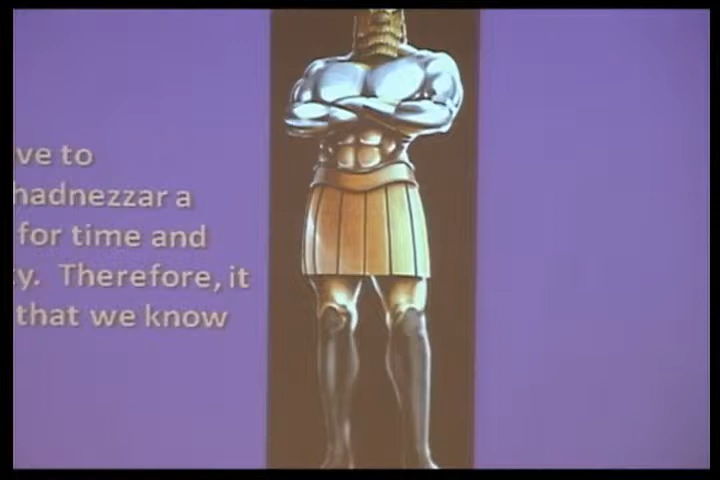 ve to
hadnezzar a
for time and
y. Therefore, it
that we know